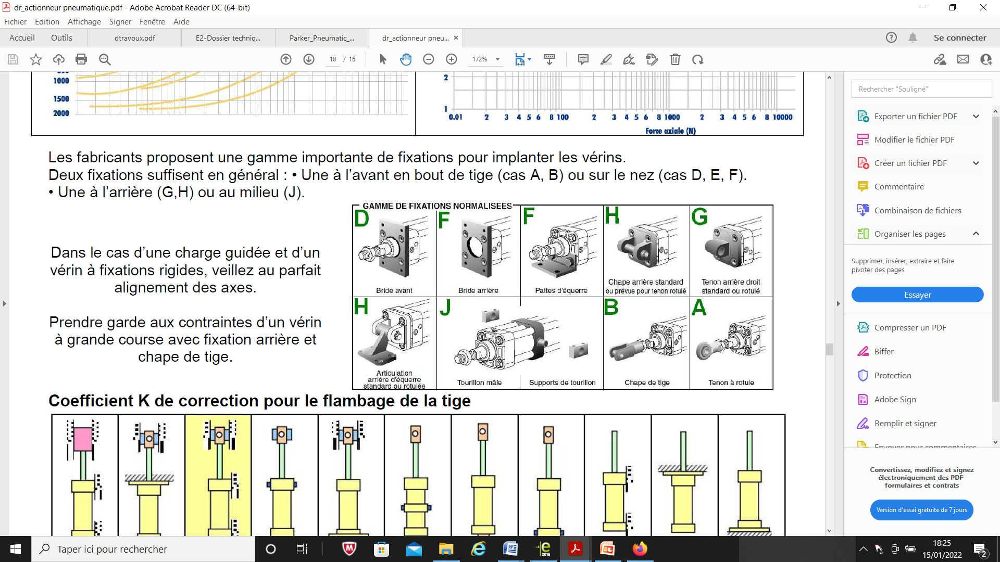 dr_actionneur pneumatique.pdf - Adobe Acrobat Reader DC (64-bit)
Fichier Edition Affichage Signer Fenêtre Aide
Accueil Outils dtravoux.pdf E2-Dossier techniq... Parker_Pneumatic_... dr_actionneur pneu... × Se connecter
10 / 16 172%
1000
1500
2000
2
1
0.01 2 3 4 5 6 8 100 2 3 4 5 6 8 1000 2 3 4 5 6 8 10000
Force axiale (N)
Les fabricants proposent une gamme importante de fixations pour implanter les vérins.
Deux fixations suffisent en général : • Une à l’avant en bout de tige (cas A, B) ou sur le nez (cas D, E, F).
• Une à l’arrière (G,H) ou au milieu (J).
Dans le cas d’une charge guidée et d’un
vérin à fixations rigides, veillez au parfait
alignement des axes.
Prendre garde aux contraintes d’un vérin
à grande course avec fixation arrière et
chape de tige.
GAMME DE FIXATIONS NORMALISEES
D F F H G
Bride avant
Bride arrière
Pattes d'équerre
Chape arrière standard
ou prévue pour tenon rotulé
Tenon arrière droit
standard ou rotulé
H J B A
Articulation
arrière d'équerre
standard ou rotulée
Tourillon mâle
Supports de tourillon
Chape de tige
Tenon à rotule
Coefficient K de correction pour le flambage de la tige
Rechercher "Souligné"
Exporter un fichier PDF
Modifier le fichier PDF
Créer un fichier PDF
Commentaire
Combinaison de fichiers
Organiser les pages
Supprimer, insérer, extraire et faire
pivoter des pages
Essayer
Compresser un PDF
Biffer
Protection
Adobe Sign
Remplir et signer
Envoyer pour commentaires
Convertissez, modifiez et signez
électroniquement des PDF
formulaires et contrats
Version d'essai gratuite de 7 jours
Taper ici pour rechercher
2016
18:25
15/01/2022
2